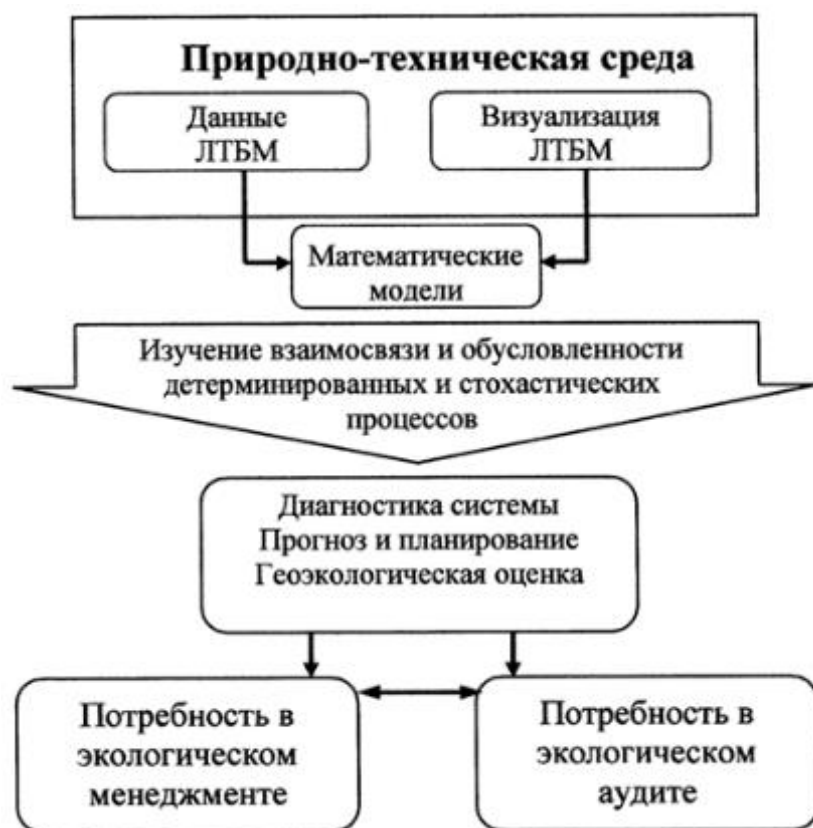 Природно-техническая среда
Данные
ЛТБМ
Визуализация
ЛТБМ
Математические
модели
Изучение взаимосвязи и обусловленности
детерминированных и стохастических
процессов
Диагностика системы
Прогноз и планирование
Геоэкологическая оценка
Потребность в
экологическом
менеджменте
Потребность в
экологическом
аудите